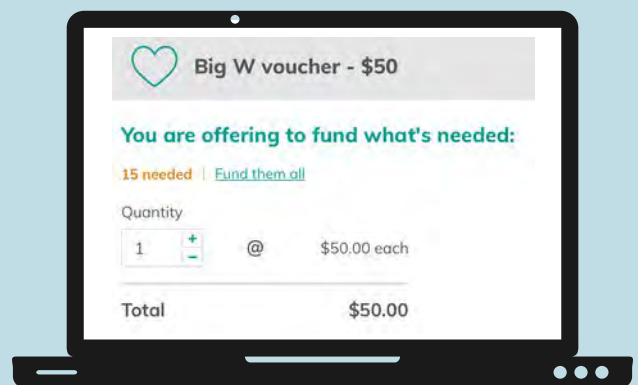 Big W voucher - $50
You are offering to fund what's needed:
15 needed | Fund them all
Quantity
1 + - @ $50.00 each
Total $50.00